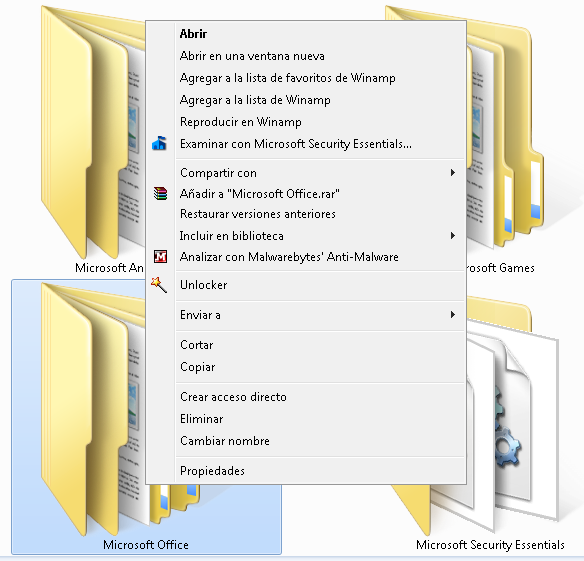 Abrir
Abrir en una ventana nueva
Agregar a la lista de favoritos de Winamp
Agregar a la lista de Winamp
Reproducir en Winamp
Examinar con Microsoft Security Essentials...
Compartir con
Añadir a "Microsoft Office.rar"
Restaurar versiones anteriores
Incluir en biblioteca
Analizar con Malwarebytes' Anti-Malware
Unlocker
Enviar a
Cortar
Copiar
Crear acceso directo
Eliminar
Cambiar nombre
Propiedades
Microsoft An
rosoft Games
Microsoft Office
Microsoft Security Essentials